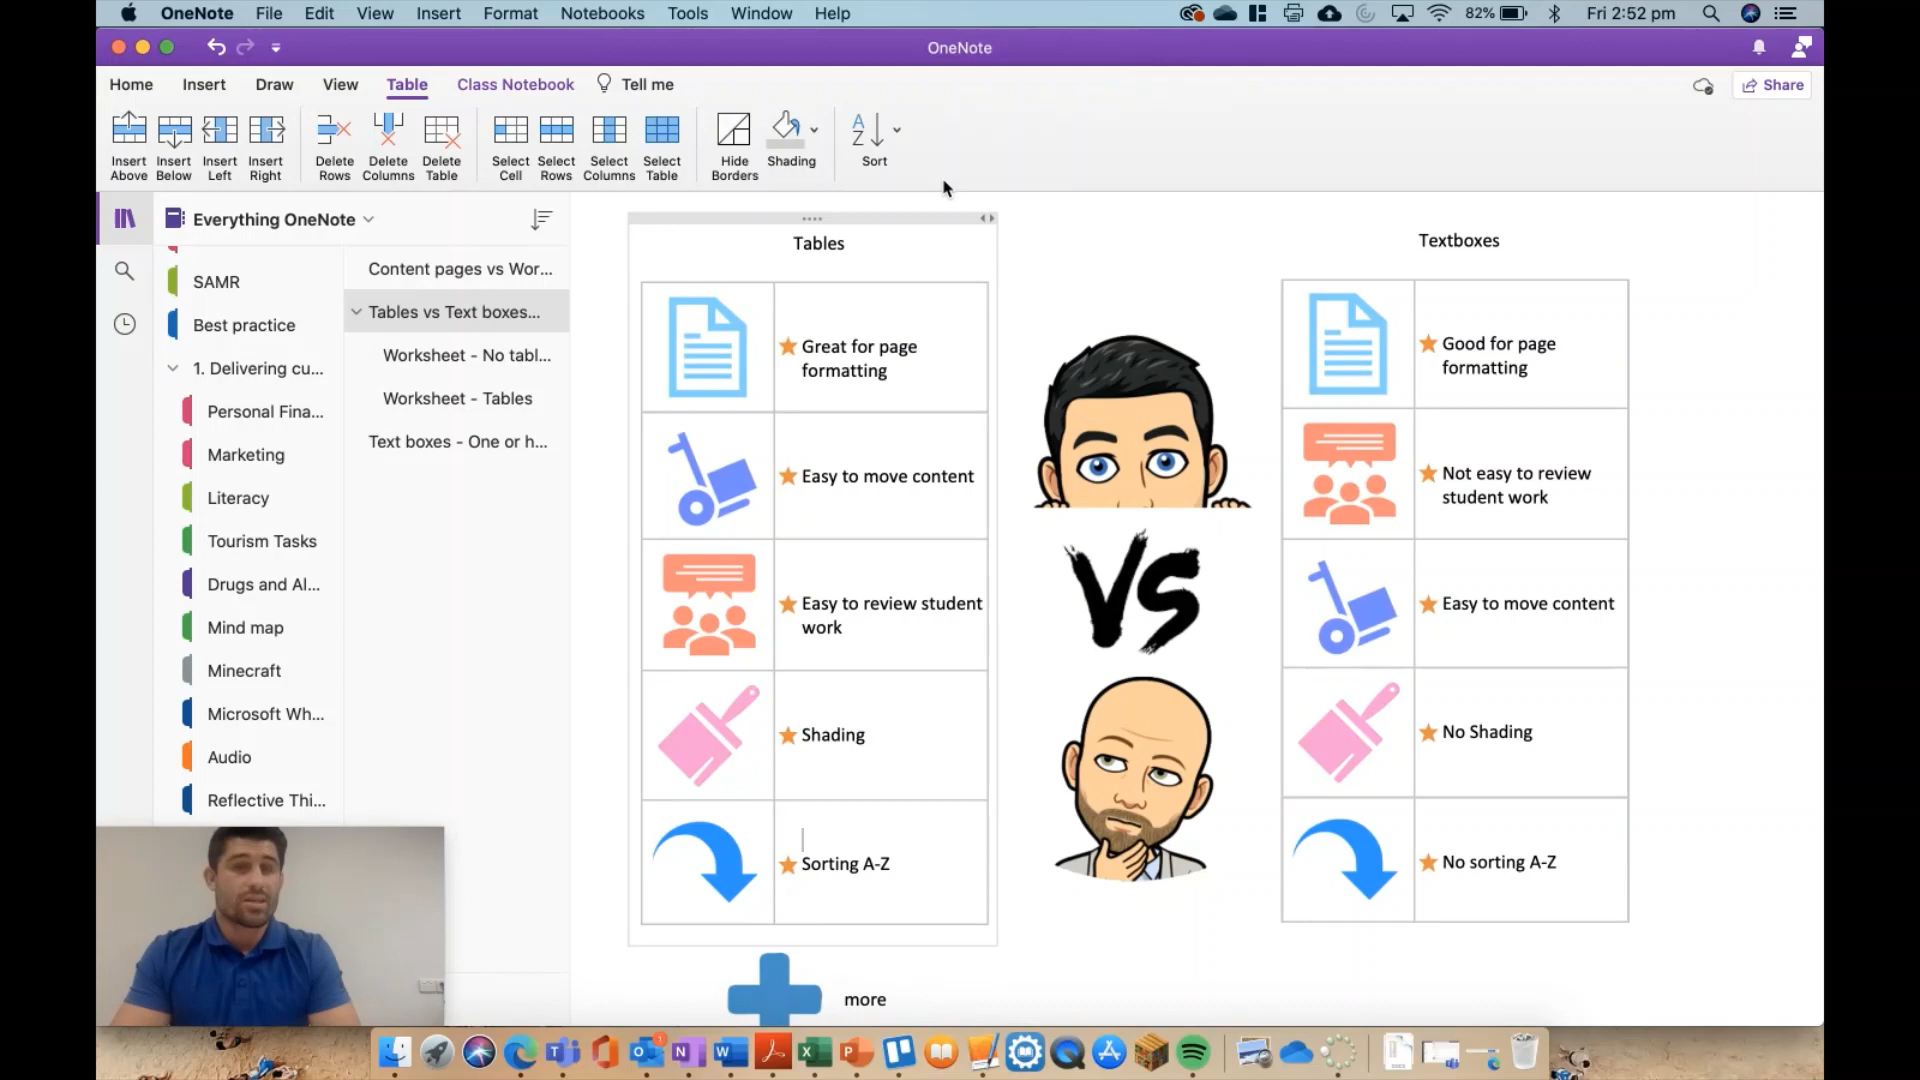 OneNote File Edit View Insert Format Notebooks Tools Window Help
82% Fri 2:52 pm
OneNote
Home Insert Draw View Table Class Notebook Tell me
Share
Insert Above
Insert Below
Insert Left
Insert Right
Delete Rows
Delete Columns
Delete Table
Select Cell
Select Rows
Select Columns
Select Table
Hide Borders
Shading
A Z
Sort
Everything OneNote
SAMR
Best practice
1. Delivering cu...
Personal Fina...
Marketing
Literacy
Tourism Tasks
Drugs and Al...
Mind map
Minecraft
Microsoft Wh...
Audio
Reflective Thi...
Content pages vs Wor...
Tables vs Text boxes...
Worksheet - No tabl...
Worksheet - Tables
Text boxes - One or h...
Tables
Great for page
formatting
Easy to move content
Easy to review student
work
Shading
Sorting A-Z
more
VS
Textboxes
Good for page
formatting
Not easy to review
student work
Easy to move content
No Shading
No sorting A-Z